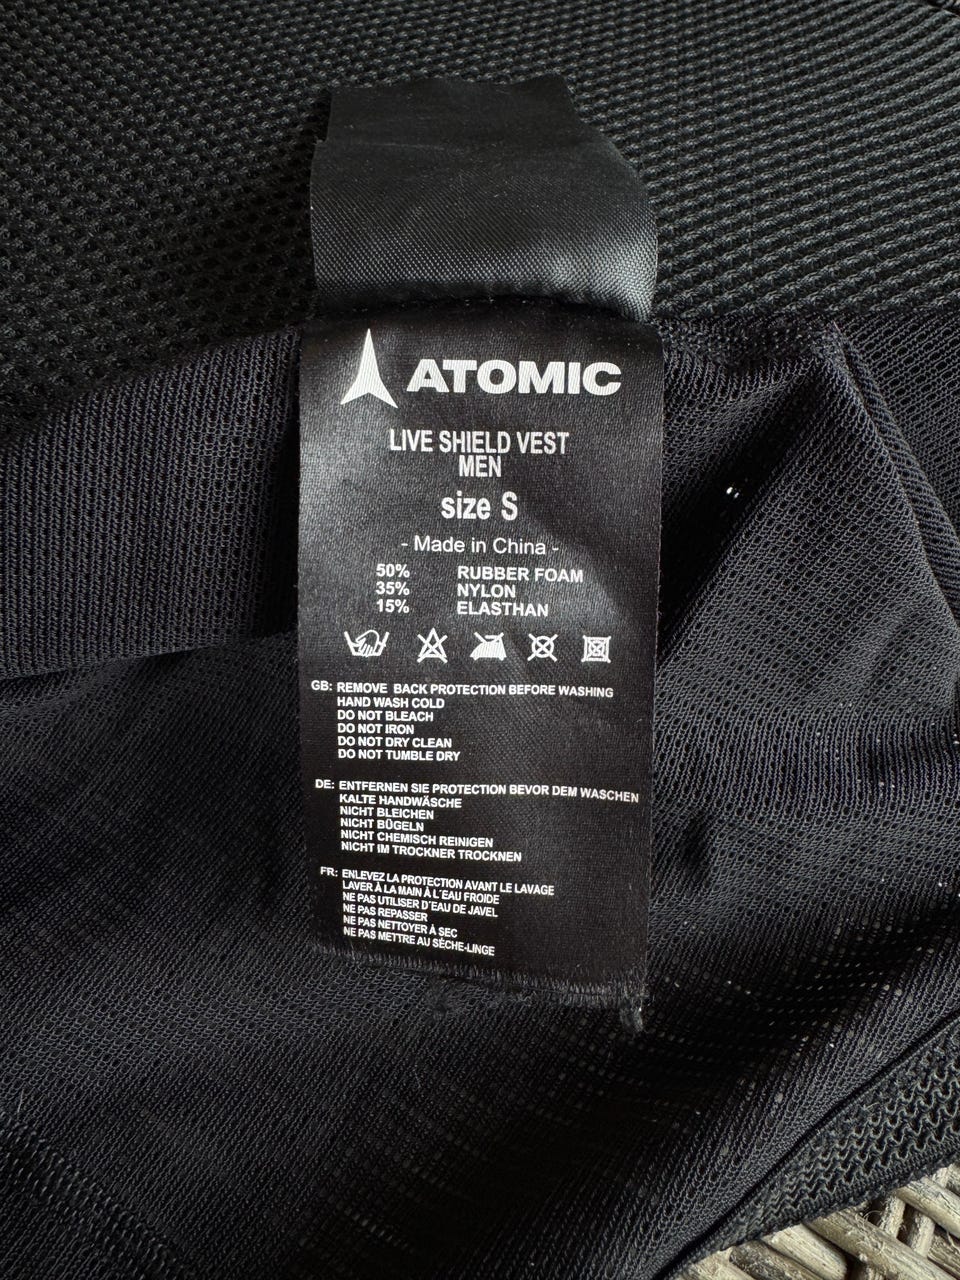 ATOMIC
LIVE SHIELD VEST
MEN
size S
- Made in China -
50% RUBBER FOAM
35% NYLON
15% ELASTHAN
GB: REMOVE BACK PROTECTION BEFORE WASHING
HAND WASH COLD
DO NOT BLEACH
DO NOT IRON
DO NOT DRY CLEAN
DO NOT TUMBLE DRY
DE: ENTFERNEN SIE PROTECTION BEVOR DEM WASCHEN
KALTE HANDWÄSCHE
NICHT BLEICHEN
NICHT BÜGELN
NICHT CHEMISCH REINIGEN
NICHT IM TROCKNER TROCKNEN
FR: ENLEVEZ LA PROTECTION AVANT LE LAVAGE
LAVER À LA MAIN À L´EAU FROIDE
NE PAS UTILISER D´EAU DE JAVEL
NE PAS REPASSER
NE PAS NETTOYER À SEC
NE PAS METTRE AU SÈCHE-LINGE